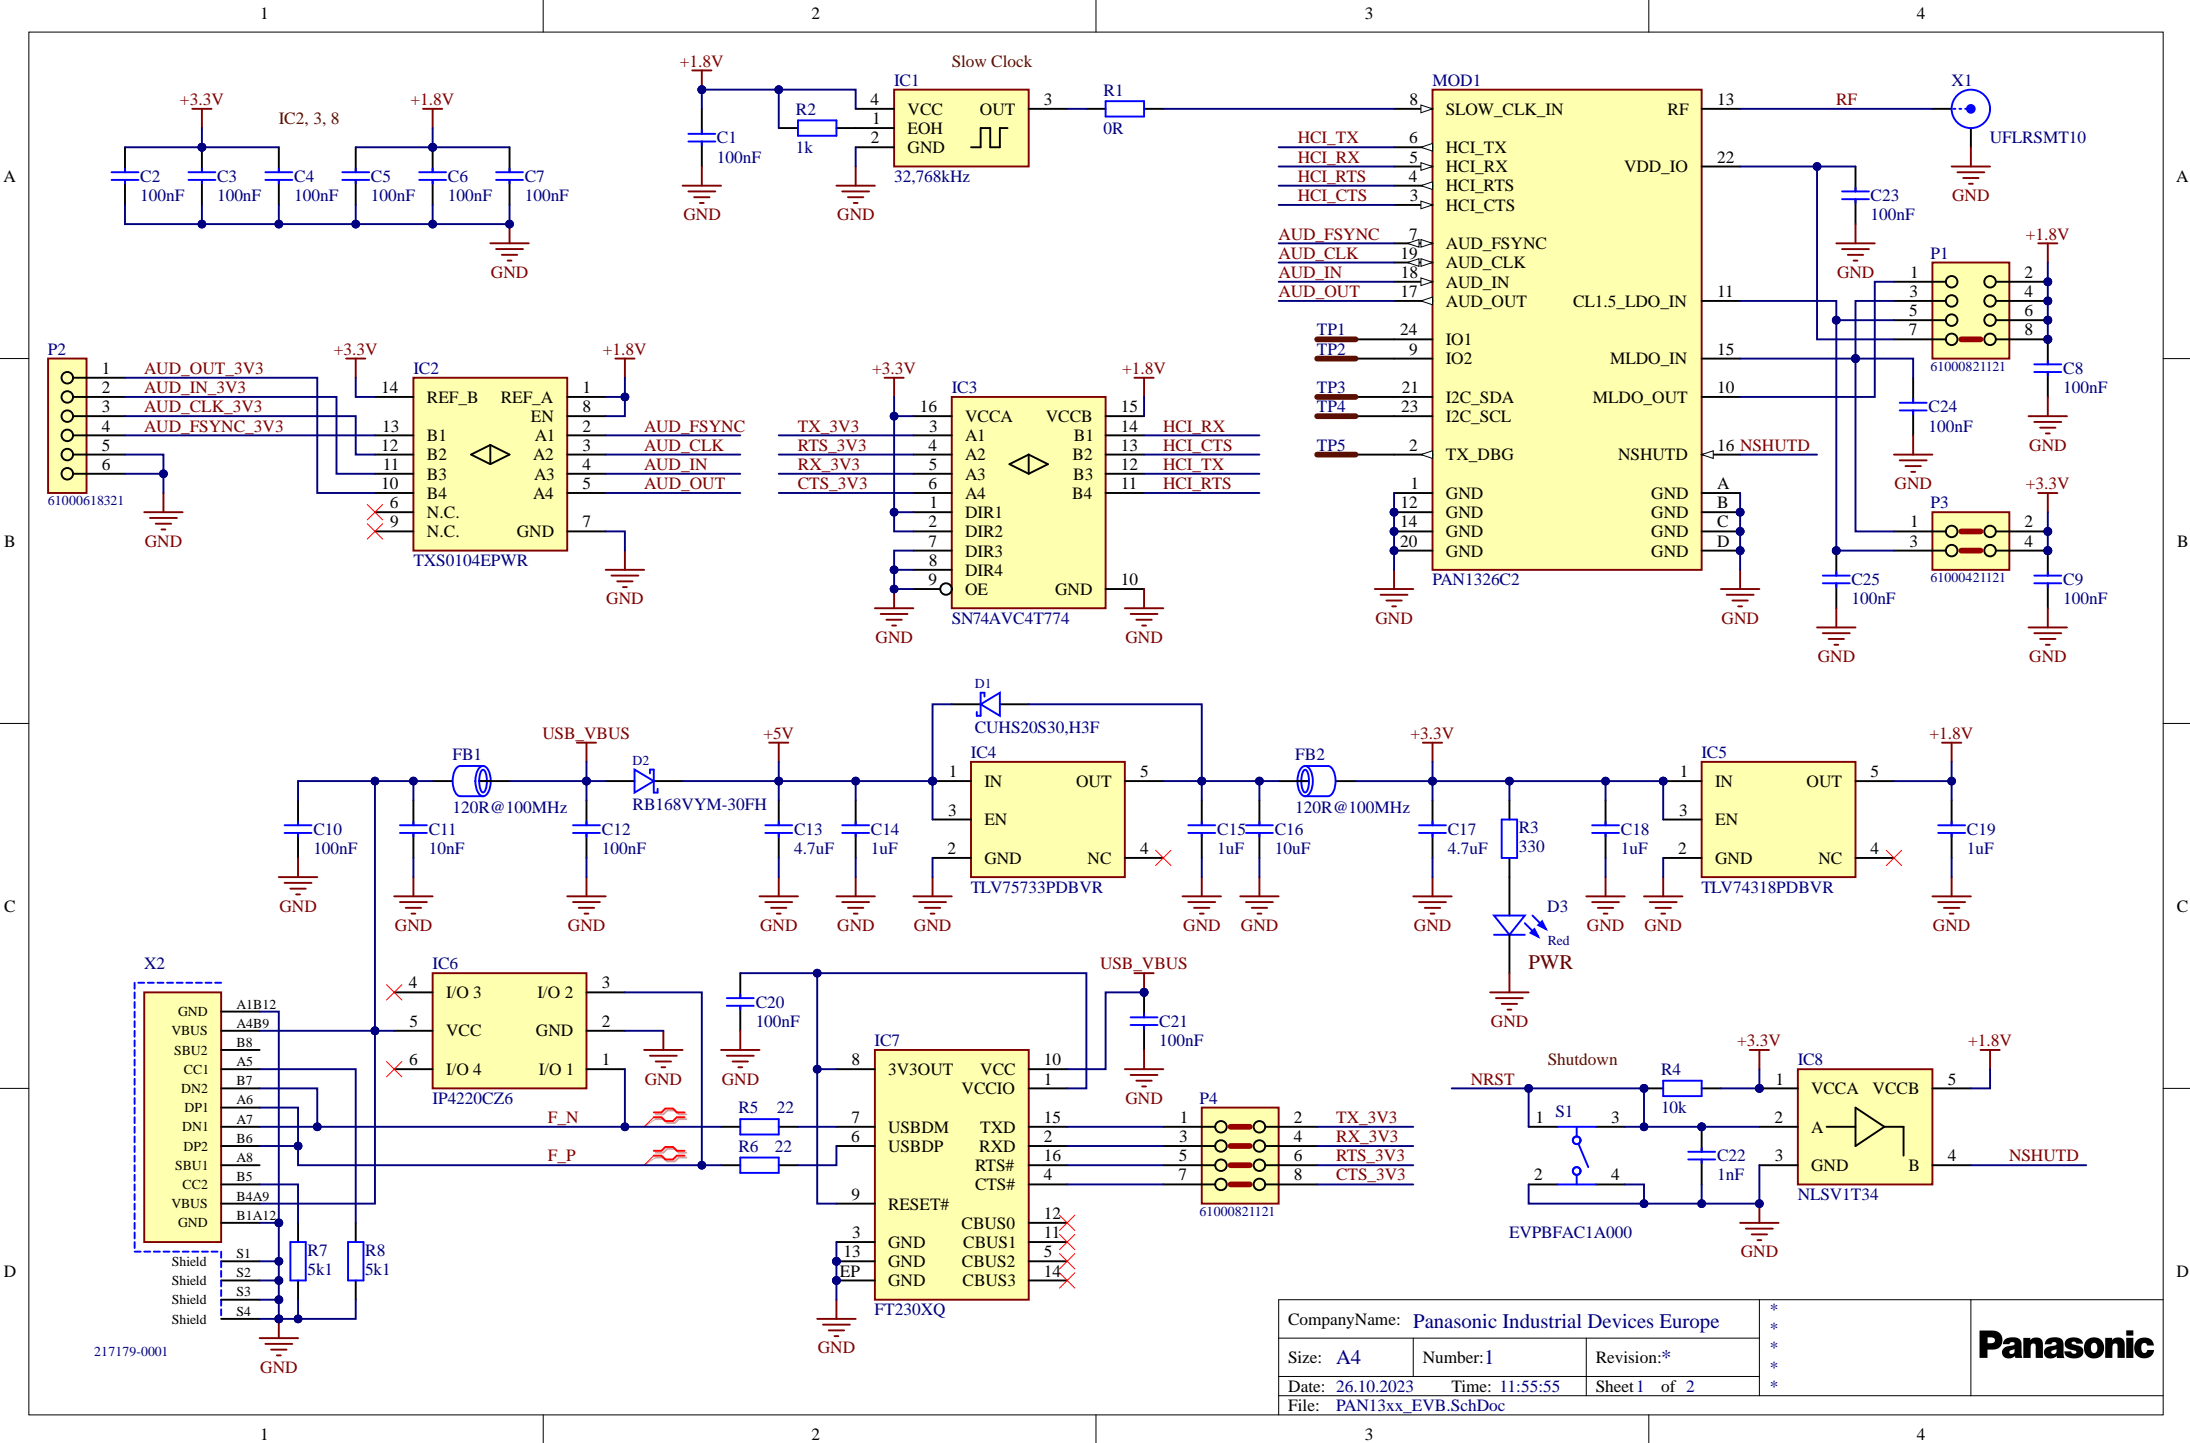 1 2 3 4
A A
B B
C C
D D
+3.3V
IC2, 3, 8
+1.8V
C2
100nF
C3
100nF
C4
100nF
C5
100nF
C6
100nF
C7
100nF
GND
+1.8V
Slow Clock
C1
100nF
GND
R2
1k
IC1
4 VCC OUT 3
1 EOH
2 GND
32,768kHz
GND
R1
0R
MOD1
8 SLOW_CLK_IN RF 13
HCI_TX 6 HCI_TX
HCI_RX 5 HCI_RX VDD_IO 22
HCI_RTS 4 HCI_RTS
HCI_CTS 3 HCI_CTS
AUD_FSYNC 7 AUD_FSYNC
AUD_CLK 19 AUD_CLK
AUD_IN 18 AUD_IN
AUD_OUT 17 AUD_OUT CL1.5_LDO_IN 11
TP1 24 IO1
TP2 9 IO2 MLDO_IN 15
TP3 21 I2C_SDA MLDO_OUT 10
TP4 23 I2C_SCL
TP5 2 TX_DBG NSHUTD 16 NSHUTD
1 GND GND A
12 GND GND B
14 GND GND C
20 GND GND D
PAN1326C2
GND
GND
RF
X1
UFLRSMT10
GND
C23
100nF
GND
+1.8V
P1
1 2
3 4
5 6
7 8
61000821121
C8
100nF
GND
C24
100nF
GND
+3.3V
P3
1 2
3 4
61000421121
C25
100nF
GND
C9
100nF
GND
P2
1 AUD_OUT_3V3
2 AUD_IN_3V3
3 AUD_CLK_3V3
4 AUD_FSYNC_3V3
5
6
61000618321
GND
+3.3V
+1.8V
IC2
14 REF_B REF_A 1
EN 8
13 B1 A1 2 AUD_FSYNC
12 B2 A2 3 AUD_CLK
11 B3 A3 4 AUD_IN
10 B4 A4 5 AUD_OUT
6 N.C.
9 N.C. GND 7
TXS0104EPWR
GND
+3.3V
+1.8V
IC3
16 VCCA VCCB 15
TX_3V3 3 A1 B1 14 HCI_RX
RTS_3V3 4 A2 B2 13 HCI_CTS
RX_3V3 5 A3 B3 12 HCI_TX
CTS_3V3 6 A4 B4 11 HCI_RTS
1 DIR1
2 DIR2
7 DIR3
8 DIR4
9 OE GND 10
SN74AVC4T774
GND
GND
C10
100nF
GND
C11
10nF
GND
FB1
120R@100MHz
USB_VBUS
C12
100nF
GND
D2
RB168VYM-30FH
+5V
C13
4.7uF
GND
C14
1uF
GND
D1
CUHS20S30,H3F
IC4
1 IN OUT 5
3 EN
2 GND NC 4
TLV75733PDBVR
GND
C15
1uF
GND
C16
10uF
GND
FB2
120R@100MHz
+3.3V
C17
4.7uF
GND
R3
330
D3
Red
PWR
GND
C18
1uF
GND
IC5
1 IN OUT 5
3 EN
2 GND NC 4
TLV74318PDBVR
GND
+1.8V
C19
1uF
GND
X2
GND A1B12
VBUS A4B9
SBU2 B8
CC1 A5
DN2 B7
DP1 A6
DN1 A7
DP2 B6
SBU1 A8
CC2 B5
VBUS B4A9
GND B1A12
Shield S1
Shield S2
Shield S3
Shield S4
217179-0001
R7
5k1
R8
5k1
GND
IC6
4 I/O 3 I/O 2 3
5 VCC GND 2
6 I/O 4 I/O 1 1
IP4220CZ6
GND
F_N
F_P
R5 22
R6 22
C20
100nF
GND
USB_VBUS
C21
100nF
GND
IC7
8 3V3OUT VCC 10
VCCIO 1
7 USBDM TXD 15
6 USBDP RXD 2
RTS# 16
CTS# 4
9 RESET#
CBUS0 12
3 GND CBUS1 11
13 GND CBUS2 5
EP GND CBUS3 14
FT230XQ
GND
P4
1 2 TX_3V3
3 4 RX_3V3
5 6 RTS_3V3
7 8 CTS_3V3
61000821121
Shutdown
NRST
S1
1 3
2 4
EVPBFAC1A000
R4
10k
C22
1nF
+3.3V
+1.8V
IC8
1 VCCA VCCB 5
2 A
3 GND B 4 NSHUTD
NLSV1T34
GND
CompanyName: Panasonic Industrial Devices Europe
Size: A4 Number:1 Revision:*
Date: 26.10.2023 Time: 11:55:55 Sheet 1 of 2
File: PAN13xx_EVB.SchDoc
*
*
*
*
*
Panasonic
1 2 3 4